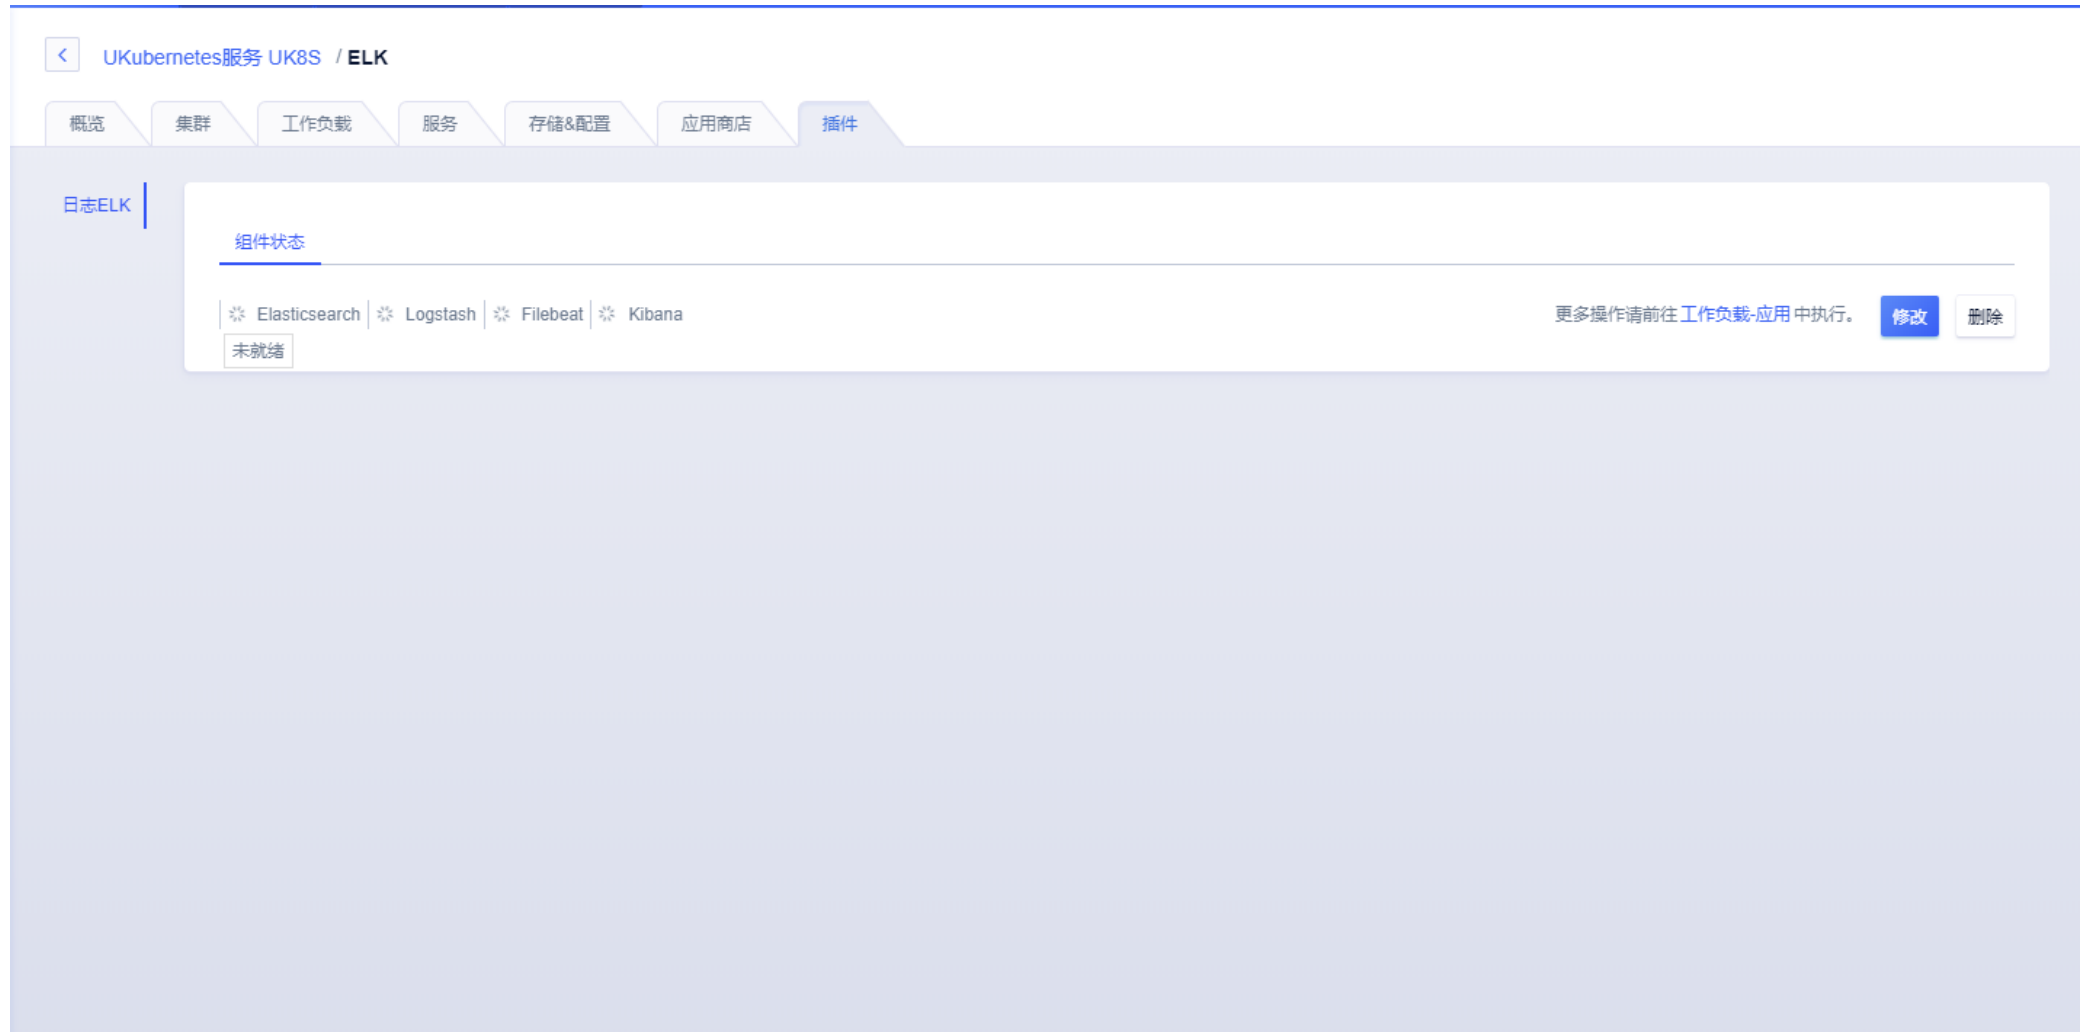 UKubernetes服务 UK8S / ELK
概览 集群 工作负载 服务 存储&配置 应用商店 插件
日志ELK
组件状态
Elasticsearch Logstash Filebeat Kibana 更多操作请前往 工作负载-应用 中执行。 修改 删除
未就绪